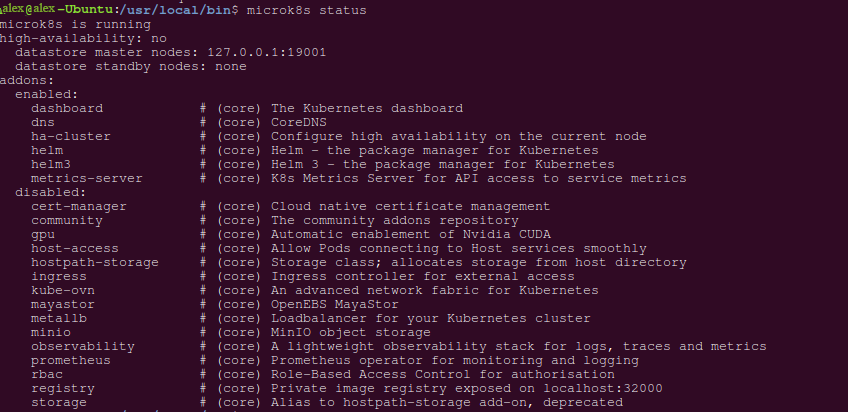 alex@alex-Ubuntu:/usr/local/bin$ microk8s status
microk8s is running
high-availability: no
  datastore master nodes: 127.0.0.1:19001
  datastore standby nodes: none
addons:
  enabled:
    dashboard            # (core) The Kubernetes dashboard
    dns                  # (core) CoreDNS
    ha-cluster           # (core) Configure high availability on the current node
    helm                 # (core) Helm - the package manager for Kubernetes
    helm3                # (core) Helm 3 - the package manager for Kubernetes
    metrics-server       # (core) K8s Metrics Server for API access to service metrics
  disabled:
    cert-manager         # (core) Cloud native certificate management
    community            # (core) The community addons repository
    gpu                  # (core) Automatic enablement of Nvidia CUDA
    host-access          # (core) Allow Pods connecting to Host services smoothly
    hostpath-storage     # (core) Storage class; allocates storage from host directory
    ingress              # (core) Ingress controller for external access
    kube-ovn             # (core) An advanced network fabric for Kubernetes
    mayastor             # (core) OpenEBS MayaStor
    metallb              # (core) Loadbalancer for your Kubernetes cluster
    minio                # (core) MinIO object storage
    observability        # (core) A lightweight observability stack for logs, traces and metrics
    prometheus           # (core) Prometheus operator for monitoring and logging
    rbac                 # (core) Role-Based Access Control for authorisation
    registry             # (core) Private image registry exposed on localhost:32000
    storage              # (core) Alias to hostpath-storage add-on, deprecated